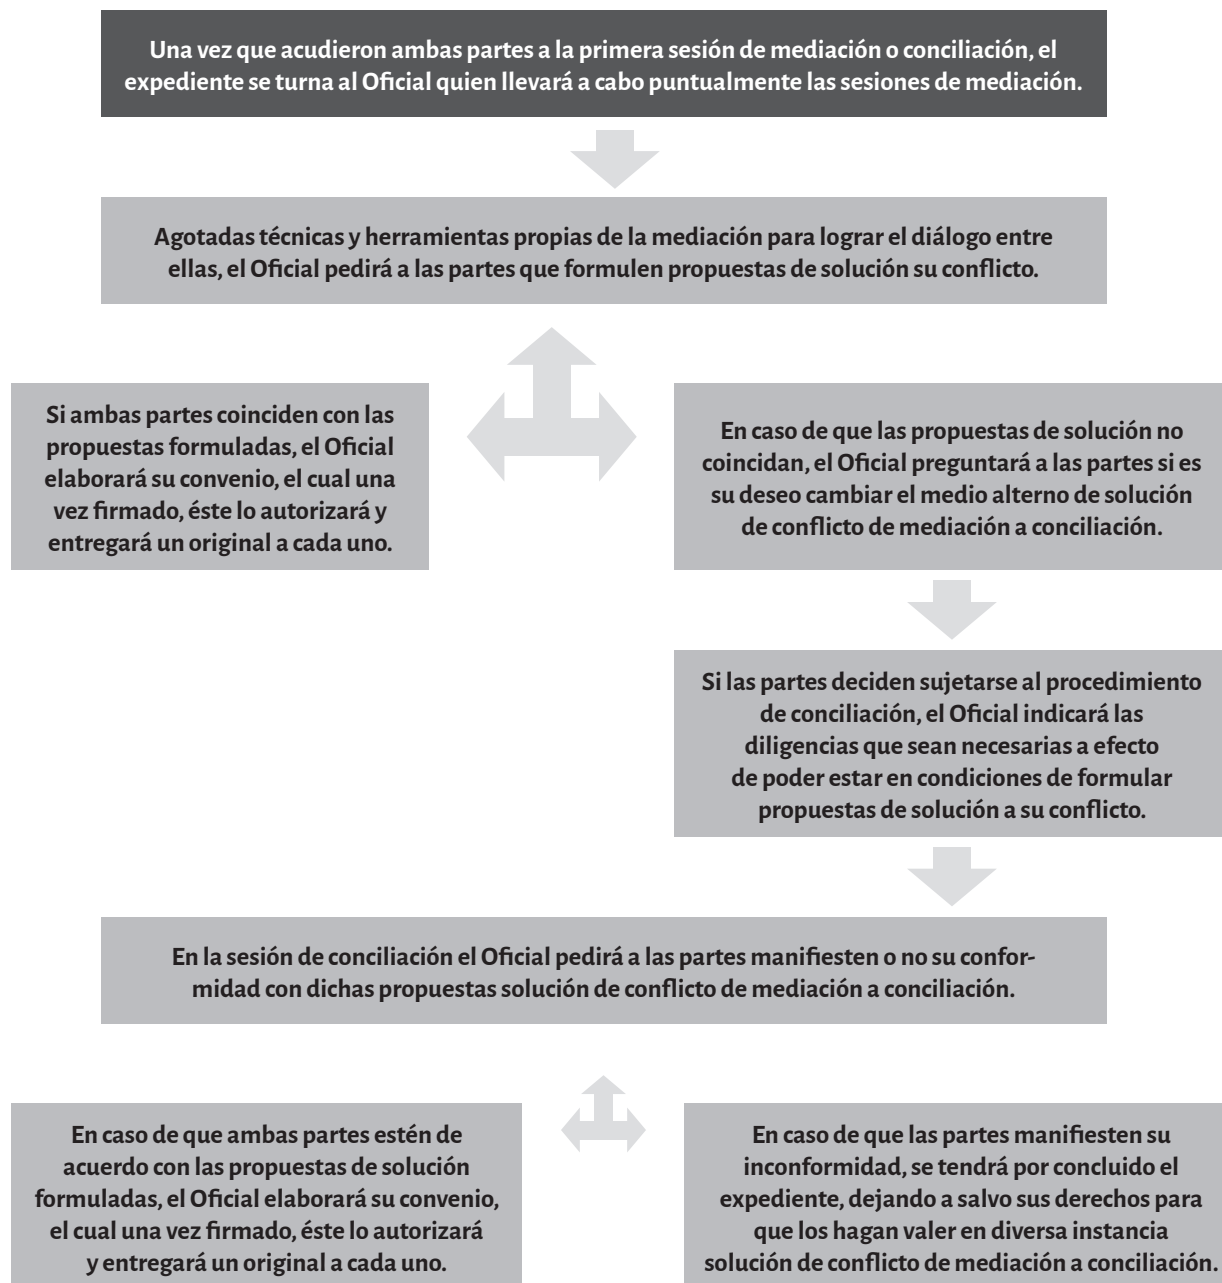 Una vez que acudieron ambas partes a la primera sesión de mediación o conciliación, el
expediente se turna al Oficial quien llevará a cabo puntualmente las sesiones de mediación.
Agotadas técnicas y herramientas propias de la mediación para lograr el diálogo entre
ellas, el Oficial pedirá a las partes que formulen propuestas de solución su conflicto.
Si ambas partes coinciden con las
propuestas formuladas, el Oficial
elaborará su convenio, el cual una
vez firmado, éste lo autorizará y
entregará un original a cada uno.
En caso de que las propuestas de solución no
coincidan, el Oficial preguntará a las partes si es
su deseo cambiar el medio alterno de solución
de conflicto de mediación a conciliación.
Si las partes deciden sujetarse al procedimiento
de conciliación, el Oficial indicará las
diligencias que sean necesarias a efecto
de poder estar en condiciones de formular
propuestas de solución a su conflicto.
En la sesión de conciliación el Oficial pedirá a las partes manifiesten o no su confor-
midad con dichas propuestas solución de conflicto de mediación a conciliación.
En caso de que ambas partes estén de
acuerdo con las propuestas de solución
formuladas, el Oficial elaborará su convenio,
el cual una vez firmado, éste lo autorizará
y entregará un original a cada uno.
En caso de que las partes manifiesten su
inconformidad, se tendrá por concluido el
expediente, dejando a salvo sus derechos para
que los hagan valer en diversa instancia
solución de conflicto de mediación a conciliación.